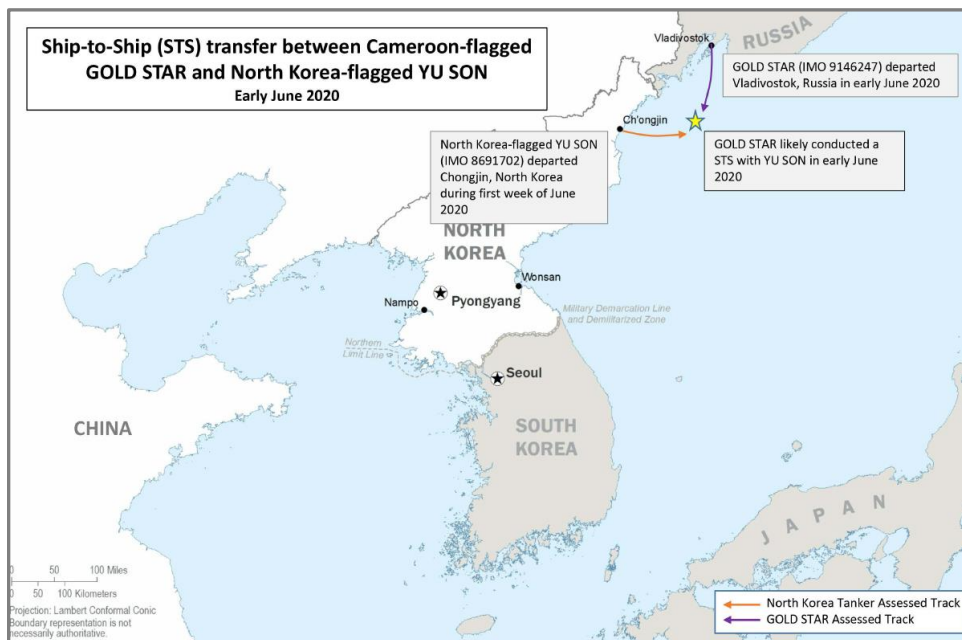 Ship-to-Ship (STS) transfer between Cameroon-flagged
GOLD STAR and North Korea-flagged YU SON
Early June 2020
Vladivostok
RUSSIA
GOLD STAR (IMO 9146247) departed
Vladivostok, Russia in early June 2020
Ch'ongjin
North Korea-flagged YU SON
(IMO 8691702) departed
Chongjin, North Korea
during first week of June
2020
GOLD STAR likely conducted a
STS with YU SON in early June
2020
NORTH
KOREA
Wonsan
Nampo
Pyongyang
Military Demarcation Line
and Demilitarized Zone
Northern
Limit Line
Seoul
CHINA
SOUTH
KOREA
JAPAN
0 50 100 Miles
0 50 100 Kilometers
Projection: Lambert Conformal Conic
Boundary representation is not
necessarily authoritative.
North Korea Tanker Assessed Track
GOLD STAR Assessed Track